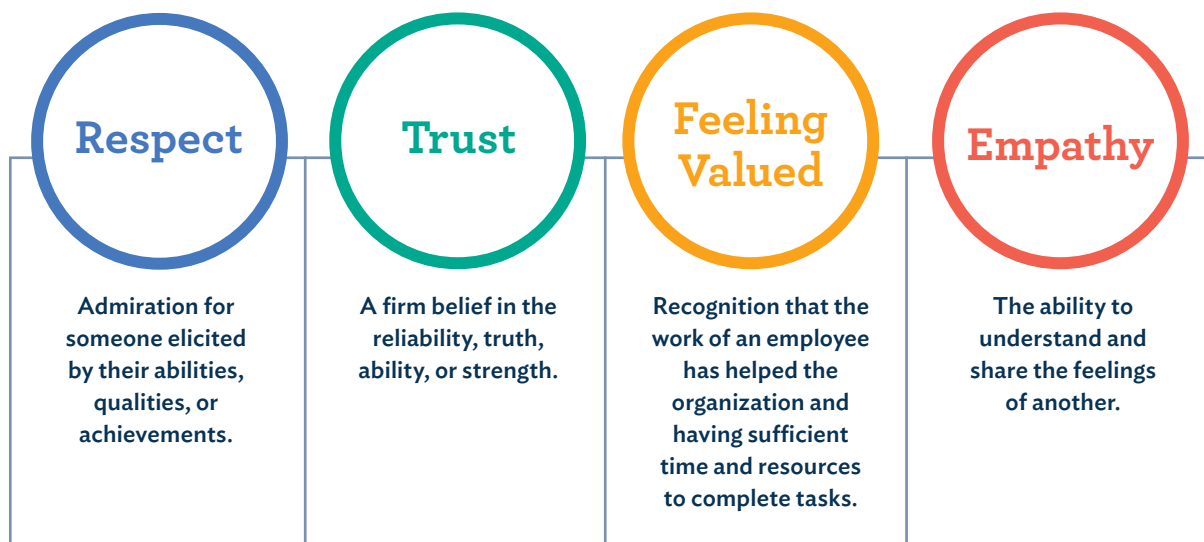 Respect
Admiration for
someone elicited
by their abilities,
qualities, or
achievements.
Trust
A firm belief in the
reliability, truth,
ability, or strength.
Feeling
Valued
Recognition that the
work of an employee
has helped the
organization and
having sufficient
time and resources
to complete tasks.
Empathy
The ability to
understand and
share the feelings
of another.